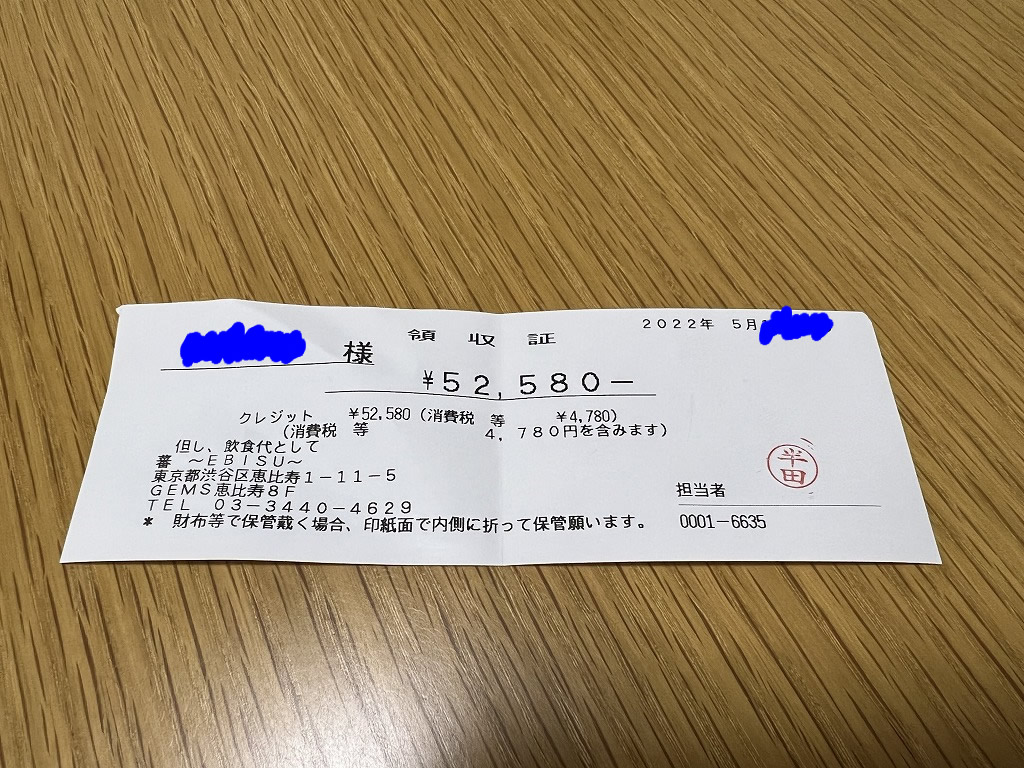 領収証
２０２２年 ５月
様
￥５２,５８０－
クレジット ¥52,580 (消費税 等 ¥4,780)
(消費税 等 ４，７８０円を含みます)
但し、飲食代として
蕃 ～ＥＢＩＳＵ～
東京都渋谷区恵比寿１－１１－５
ＧＥＭＳ恵比寿８Ｆ
ＴＥＬ ０３－３４４０－４６２９
＊ 財布等で保管戴く場合、印紙面で内側に折って保管願います。
半田
担当者
0001－6635